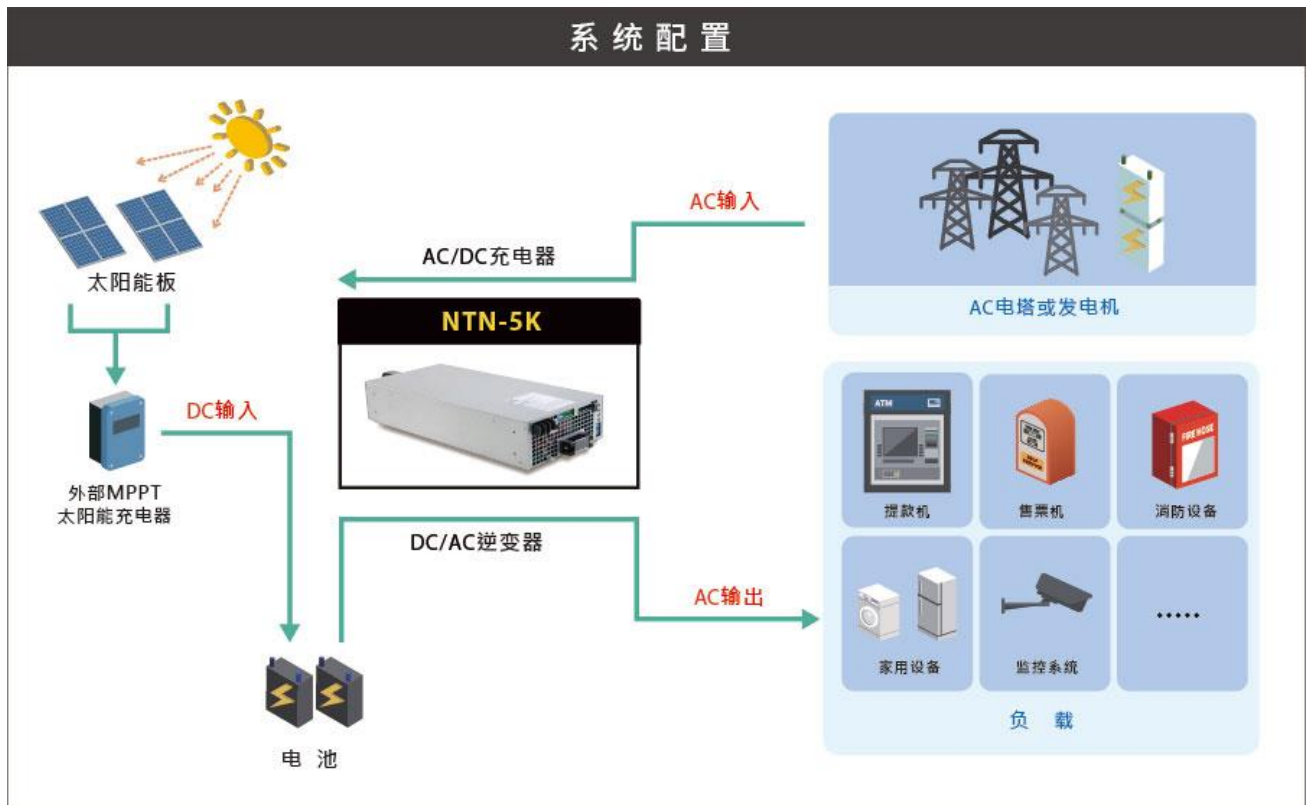 系统配置
AC输入
AC/DC充电器
太阳能板
AC电塔或发电机
NTN-5K
DC输入
外部MPPT
太阳能充电器
ATM
FIRE HOSE
提款机
售票机
消防设备
DC/AC逆变器
AC输出
家用设备
监控系统
.....
负载
电池